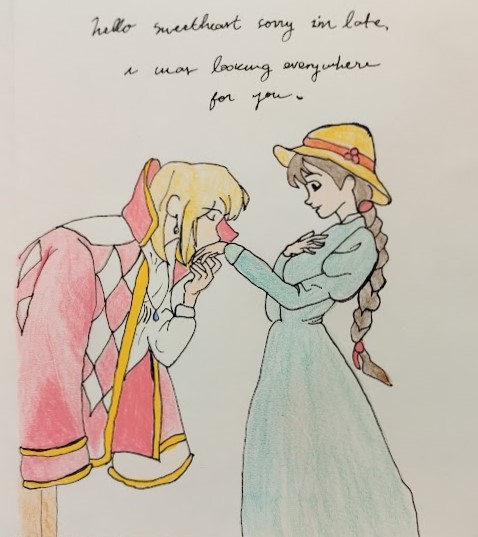 hello sweetheart sorry im late,
i was looking everywhere
for you.